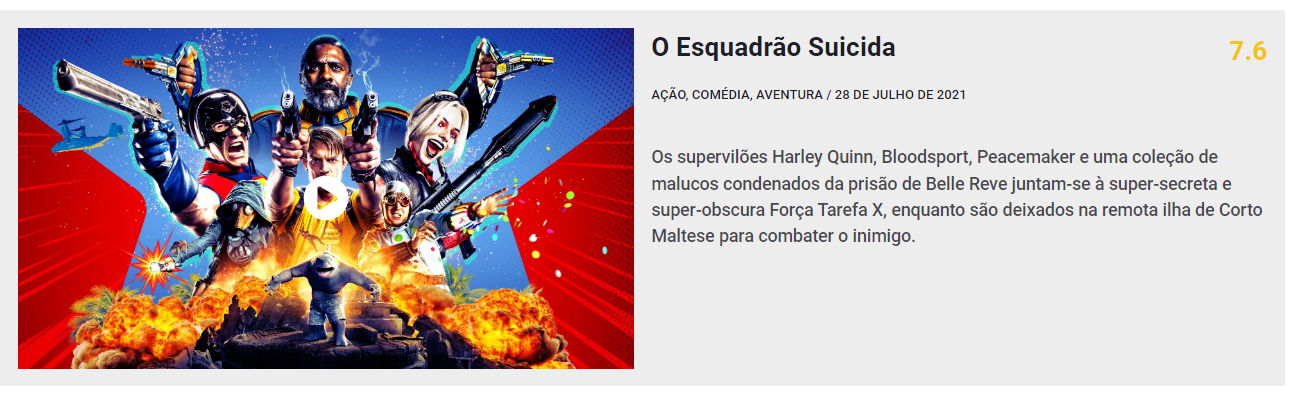 O Esquadrão Suicida
7.6
AÇÃO, COMÉDIA, AVENTURA / 28 DE JULHO DE 2021
Os supervilões Harley Quinn, Bloodsport, Peacemaker e uma coleção de
malucos condenados da prisão de Belle Reve juntam-se à super-secreta e
super-obscura Força Tarefa X, enquanto são deixados na remota ilha de Corto
Maltese para combater o inimigo.